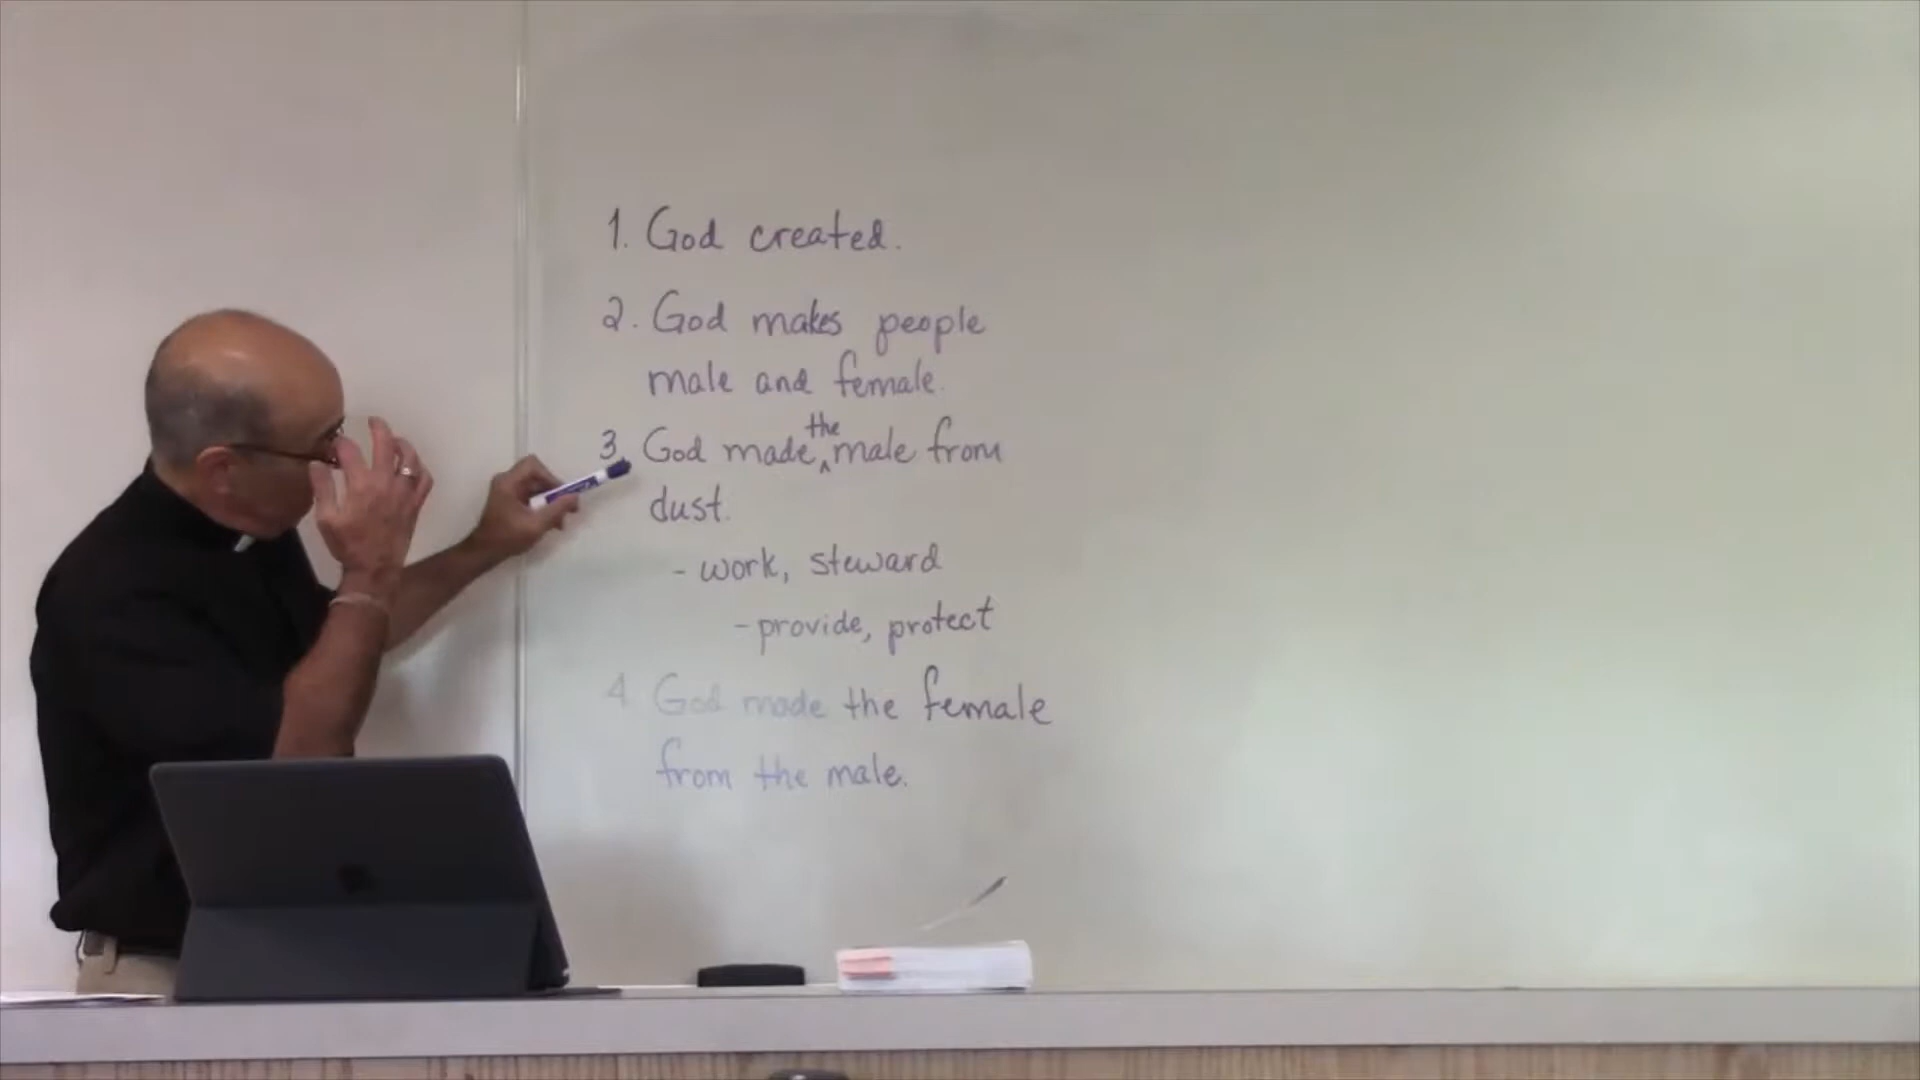 1. God created.
2. God makes people
male and female.
3. God made the male from
dust.
- work, steward
- provide, protect
4. God made the female
from the male.